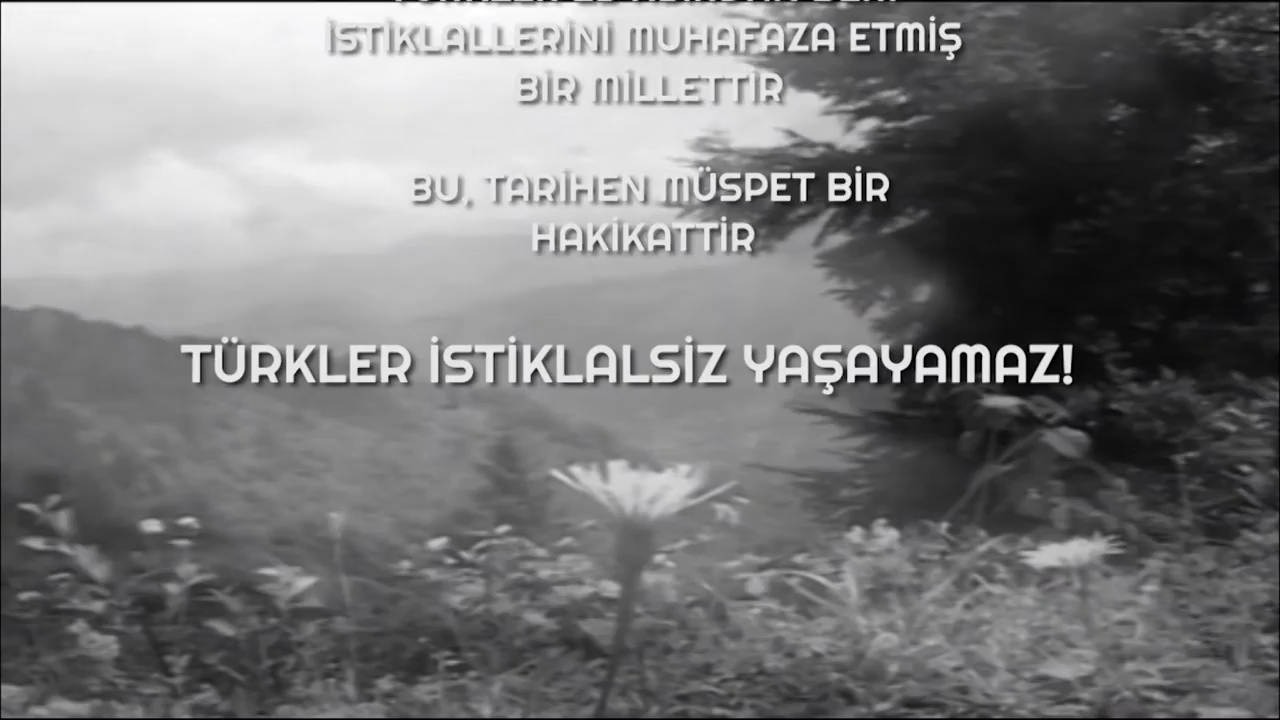 İSTİKLALLERİNİ MUHAFAZA ETMİŞ
BİR MİLLETTİR
BU, TARİHEN MÜSPET BİR
HAKİKATTİR
TÜRKLER İSTİKLALSİZ YAŞAYAMAZ!